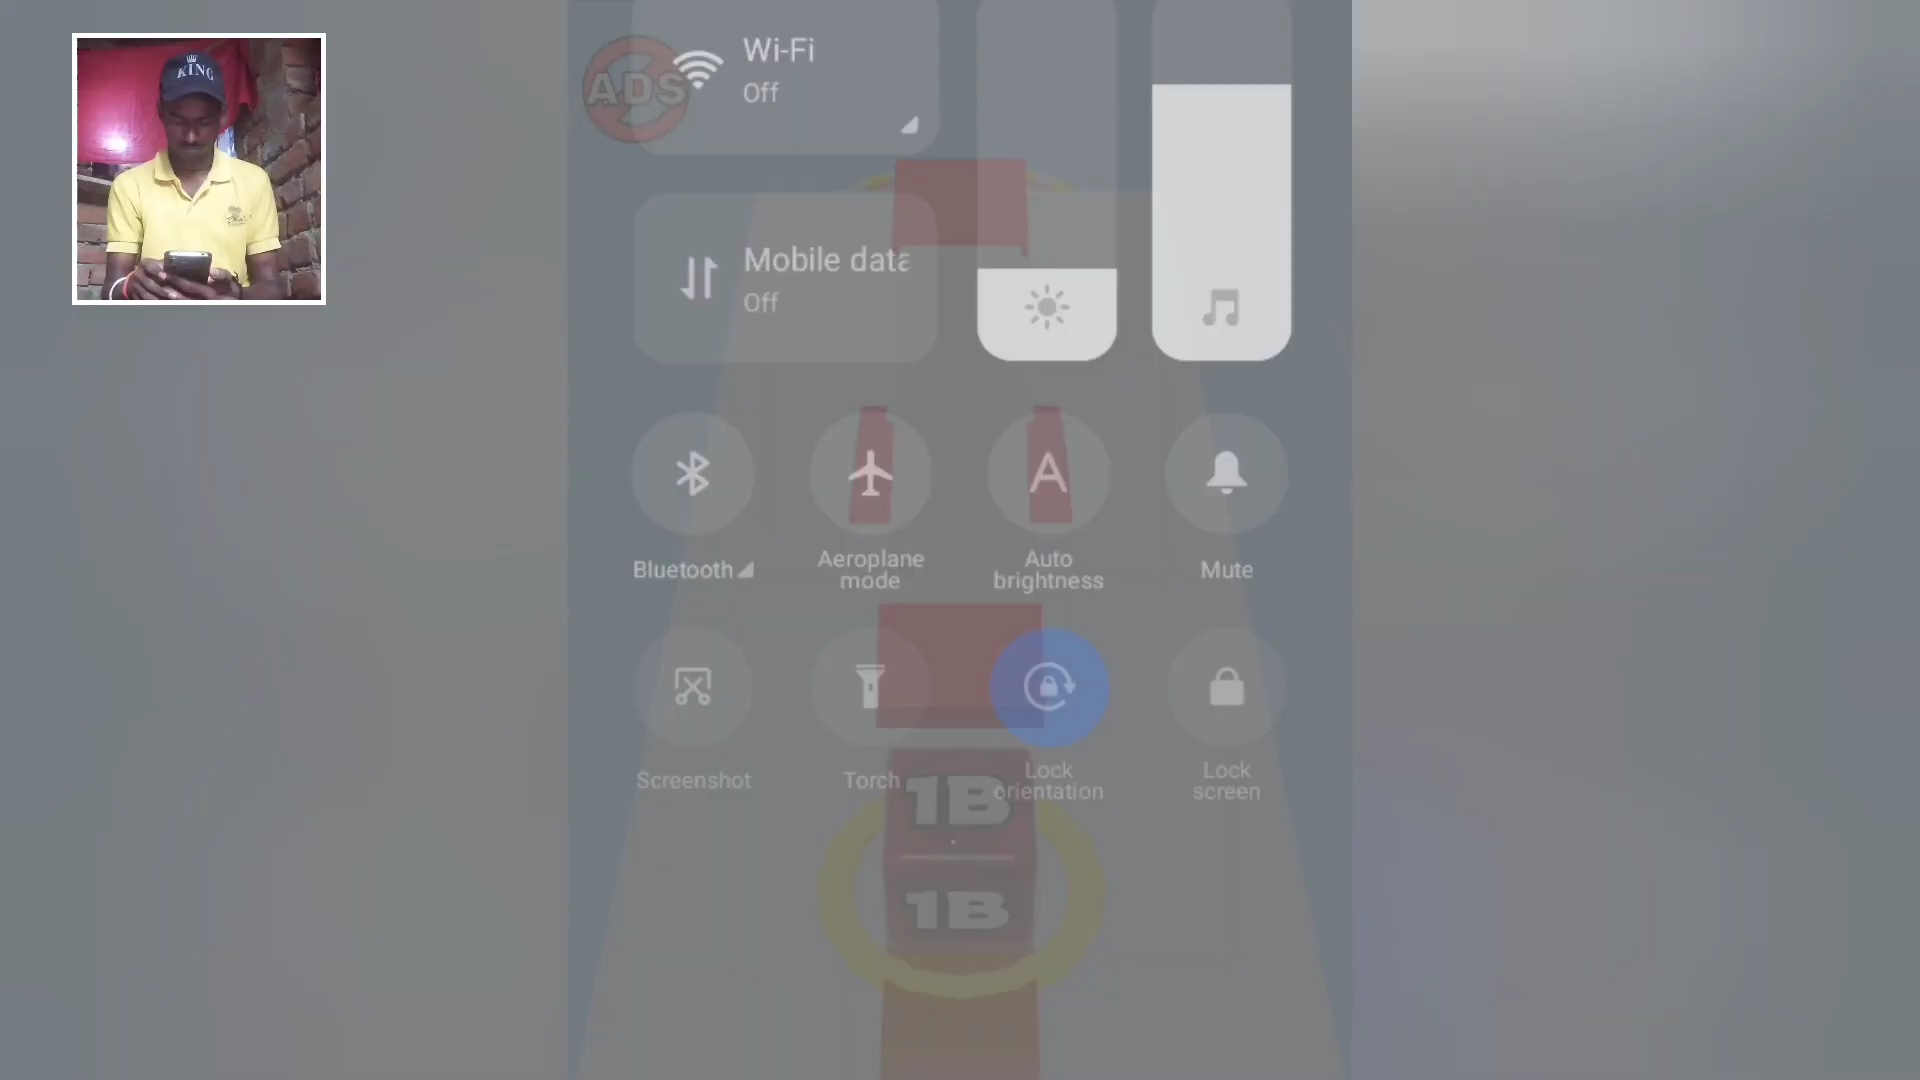 KING
ADS
Wi-Fi
Off
Mobile data
Off
Bluetooth
Aeroplane
mode
Auto
brightness
Mute
A
Screenshot
Torch
Lock
orientation
Lock
screen
1B
1B